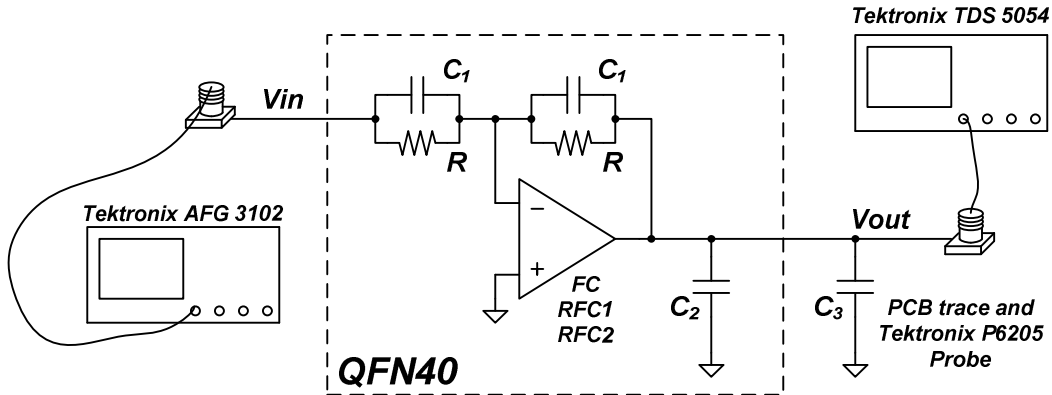 Tektronix TDS 5054
C1
C1
Vin
R
R
Tektronix AFG 3102
Vout
−
+
FC
RFC1
RFC2
C2
C3
PCB trace and
Tektronix P6205
Probe
QFN40